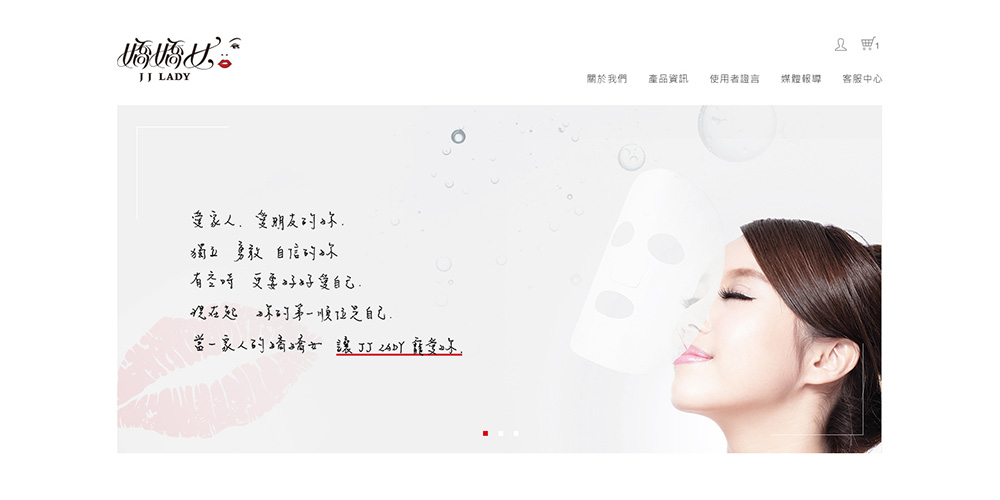 嬌嬌女
JJ LADY
1
關於我們 產品資訊 使用者證言 媒體報導 客服中心
愛家人、愛朋友的妳.
獨立 勇敢 自信的妳
有空時 更要好好愛自己.
現在起 妳的第一順位是自己.
當一家人的嬌嬌女 讓 JJ LADY 寵愛妳.